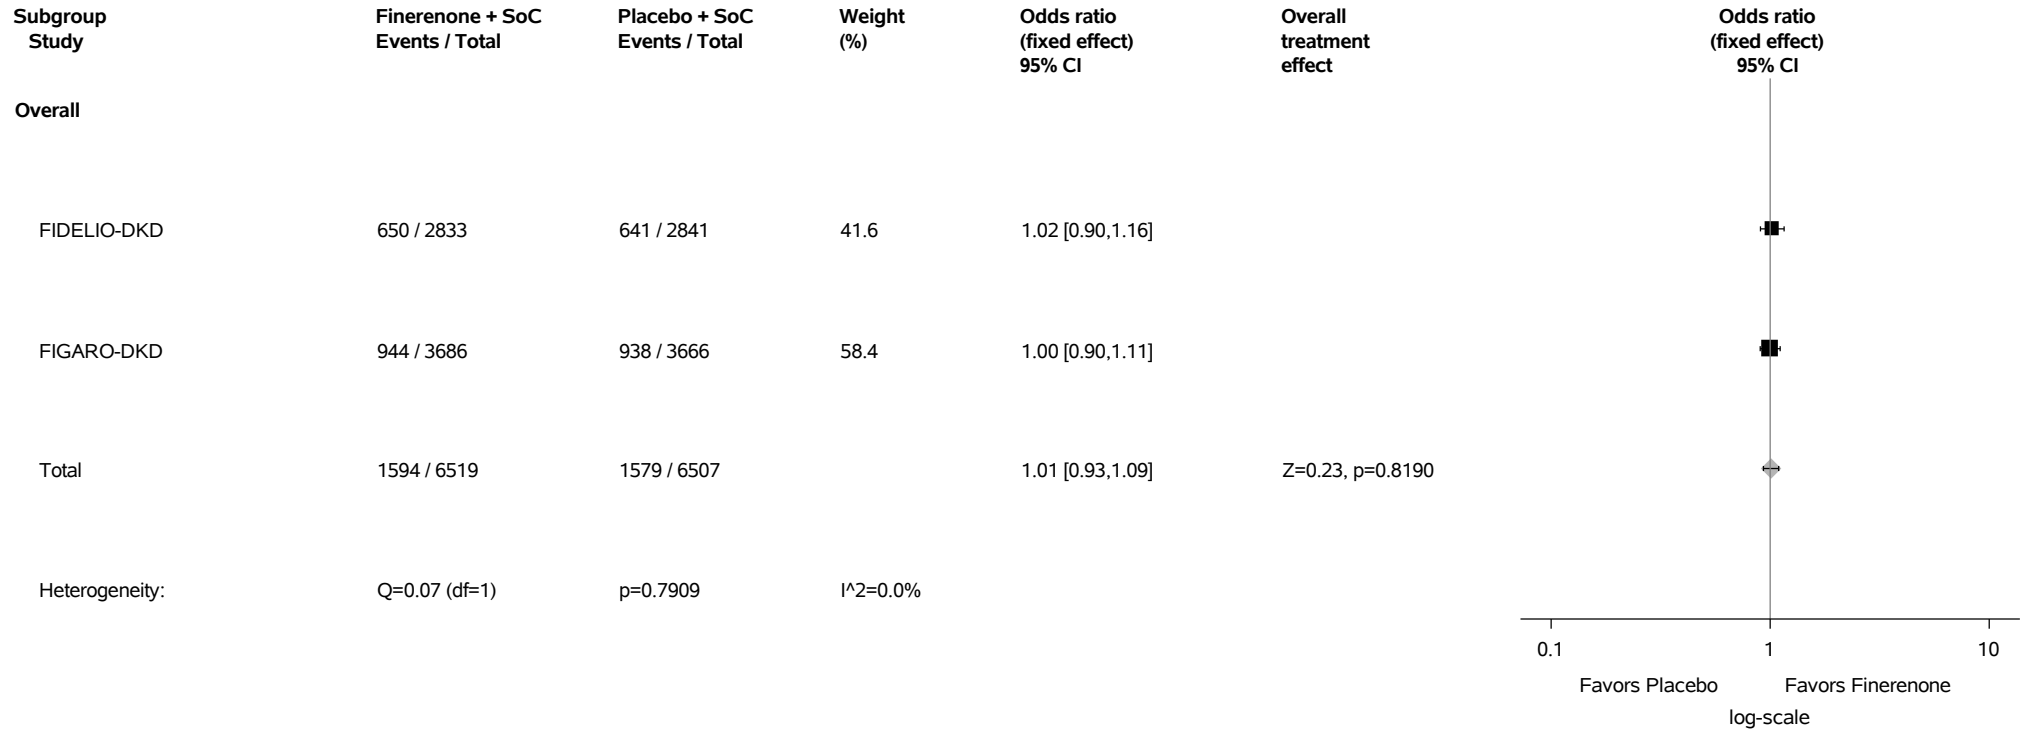 Subgroup Finerenone + SoC Placebo + SoC Weight Odds ratio Overall Odds ratio
Study Events / Total Events / Total (%) (fixed effect) treatment (fixed effect)
95% CI effect 95% CI
Overall
FIDELIO-DKD 650 / 2833 641 / 2841 41.6 1.02 [0.90,1.16]
FIGARO-DKD 944 / 3686 938 / 3666 58.4 1.00 [0.90,1.11]
Total 1594 / 6519 1579 / 6507 1.01 [0.93,1.09] Z=0.23, p=0.8190
Heterogeneity: Q=0.07 (df=1) p=0.7909 I^2=0.0%
0.1 1 10
Favors Placebo Favors Finerenone
log-scale